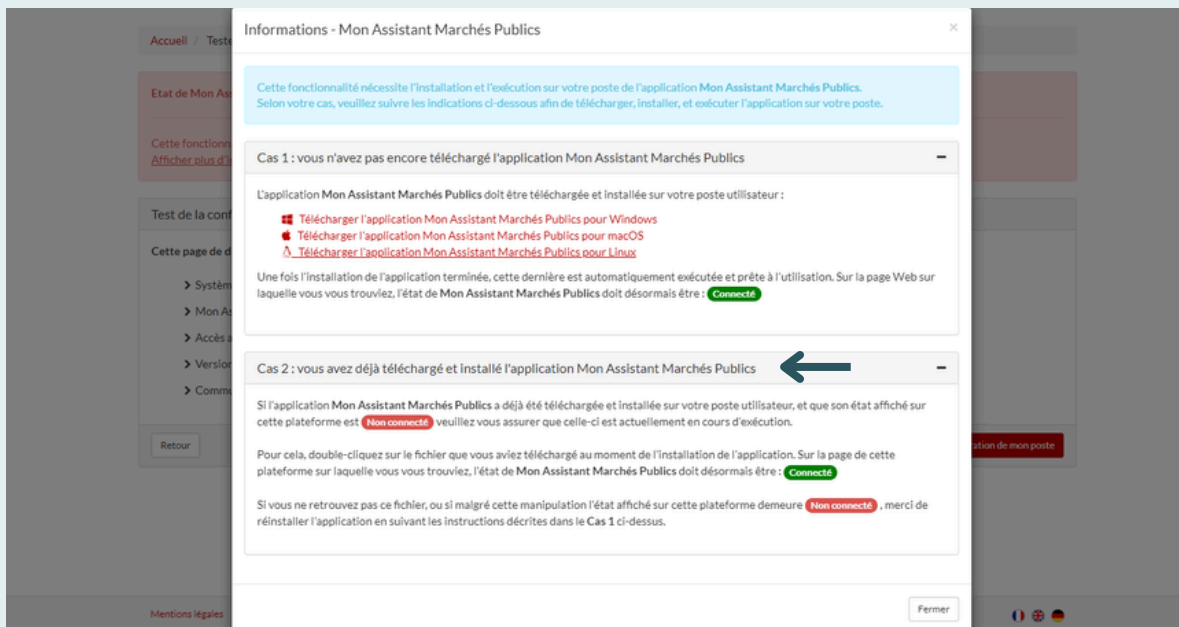 Informations - Mon Assistant Marchés Publics
×
Accueil / Teste
Etat de Mon As
Cette fonctionn
Afficher plus d'i
Cette fonctionnalité nécessite l'installation et l'exécution sur votre poste de l'application Mon Assistant Marchés Publics.
Selon votre cas, veuillez suivre les indications ci-dessous afin de télécharger, installer, et exécuter l'application sur votre poste.
Cas 1 : vous n'avez pas encore téléchargé l'application Mon Assistant Marchés Publics
L'application Mon Assistant Marchés Publics doit être téléchargée et installée sur votre poste utilisateur :
Télécharger l'application Mon Assistant Marchés Publics pour Windows
Télécharger l'application Mon Assistant Marchés Publics pour macOS
Télécharger l'application Mon Assistant Marchés Publics pour Linux
Une fois l'installation de l'application terminée, cette dernière est automatiquement exécutée et prête à l'utilisation. Sur la page Web sur
laquelle vous vous trouviez, l'état de Mon Assistant Marchés Publics doit désormais être : Connecté
Test de la conf
Cette page de d
Systèm
Mon As
Accès a
Version
Commu
Retour
Cas 2 : vous avez déjà téléchargé et installé l'application Mon Assistant Marchés Publics
Si l'application Mon Assistant Marchés Publics a déjà été téléchargée et installée sur votre poste utilisateur, et que son état affiché sur
cette plateforme est Non connecté veuillez vous assurer que celle-ci est actuellement en cours d'exécution.
Pour cela, double-cliquez sur le fichier que vous aviez téléchargé au moment de l'installation de l'application. Sur la page de cette
plateforme sur laquelle vous vous trouviez, l'état de Mon Assistant Marchés Publics doit désormais être : Connecté
Si vous ne retrouvez pas ce fichier, ou si malgré cette manipulation l'état affiché sur cette plateforme demeure Non connecté , merci de
réinstaller l'application en suivant les instructions décrites dans le Cas 1 ci-dessus.
ation de mon poste
Fermer
Mentions légales